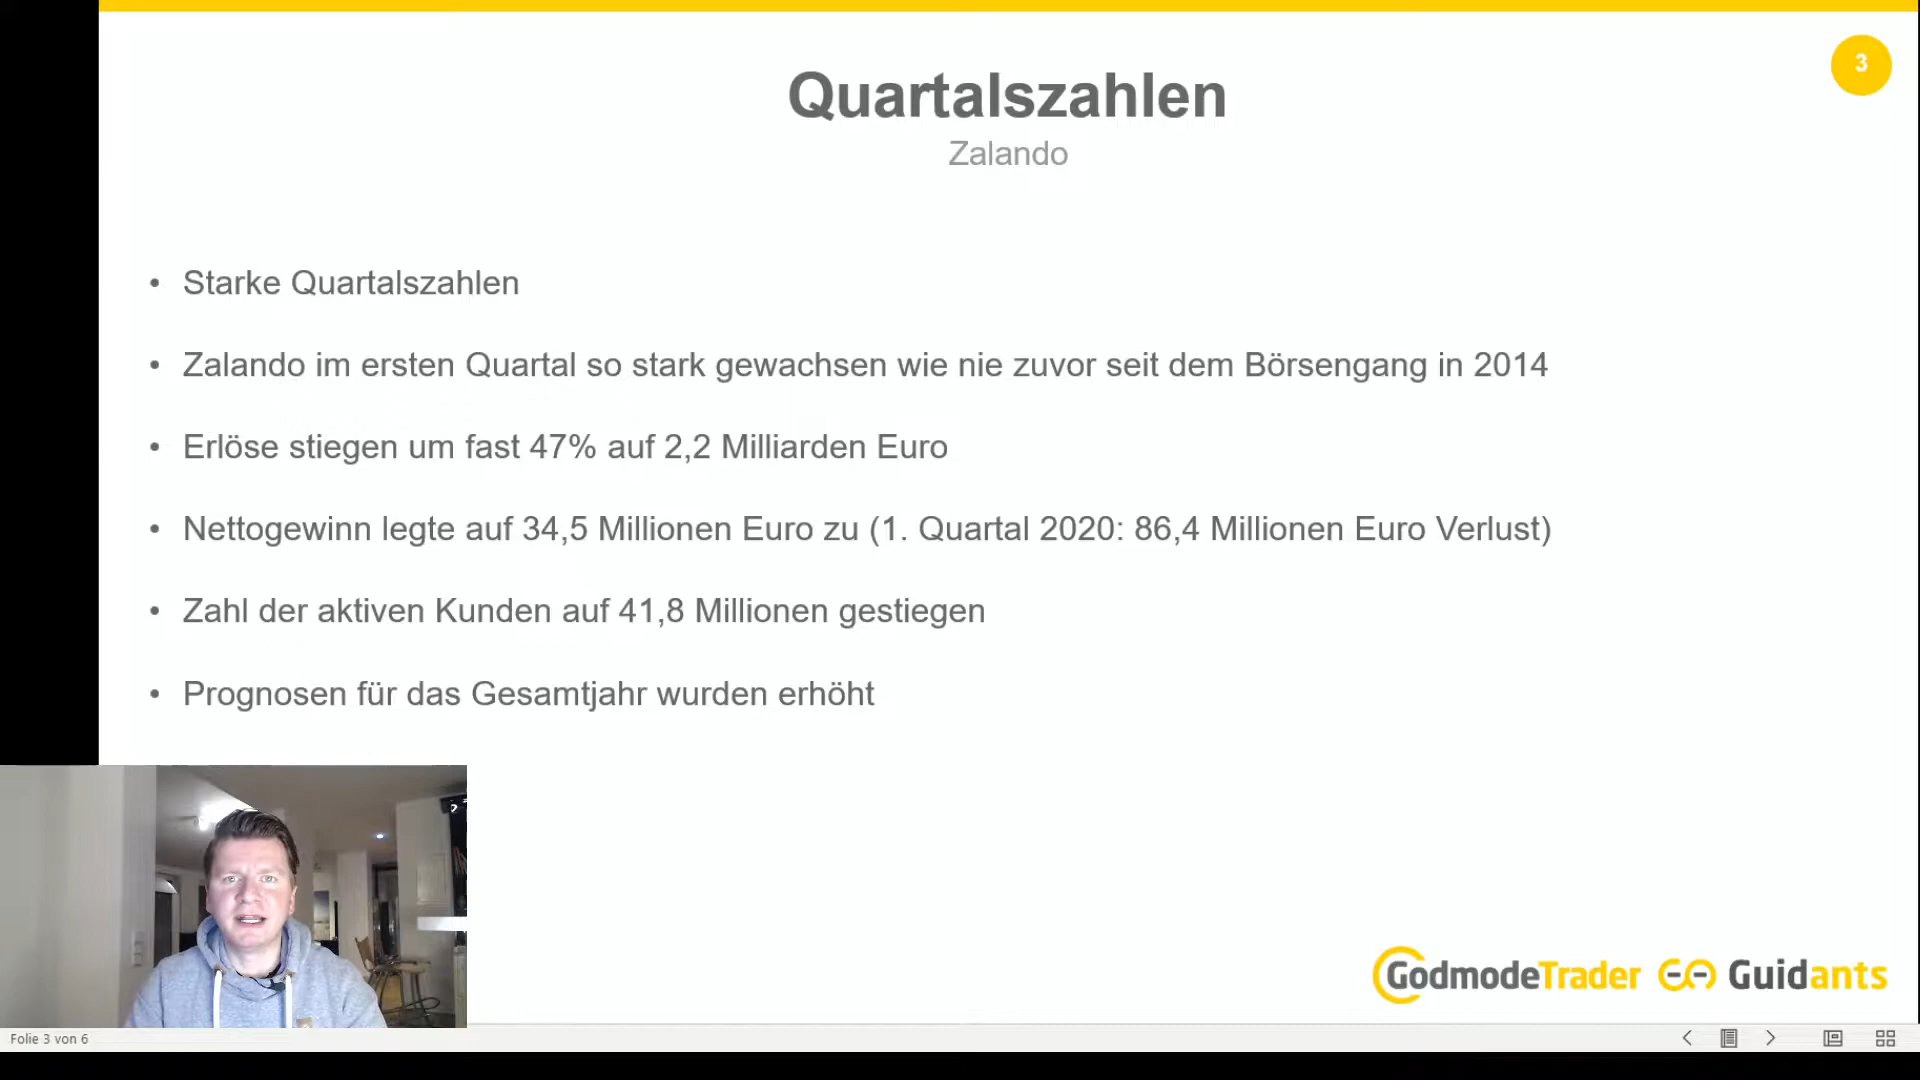 3
Quartalszahlen
Zalando
• Starke Quartalszahlen
• Zalando im ersten Quartal so stark gewachsen wie nie zuvor seit dem Börsengang in 2014
• Erlöse stiegen um fast 47% auf 2,2 Milliarden Euro
• Nettogewinn legte auf 34,5 Millionen Euro zu (1. Quartal 2020: 86,4 Millionen Euro Verlust)
• Zahl der aktiven Kunden auf 41,8 Millionen gestiegen
• Prognosen für das Gesamtjahr wurden erhöht
GodmodeTrader Guidants
Folie 3 von 6